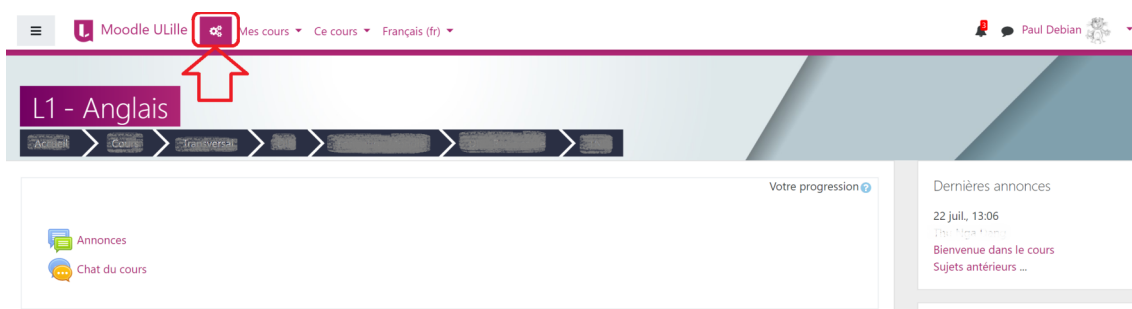 Moodle ULille Mes cours Ce cours Français (fr) 3 Paul Debian
L1 - Anglais
Accueil Cours Transversal
Votre progression
Annonces
Chat du cours
Dernières annonces
22 juil., 13:06
Bienvenue dans le cours
Sujets antérieurs ...